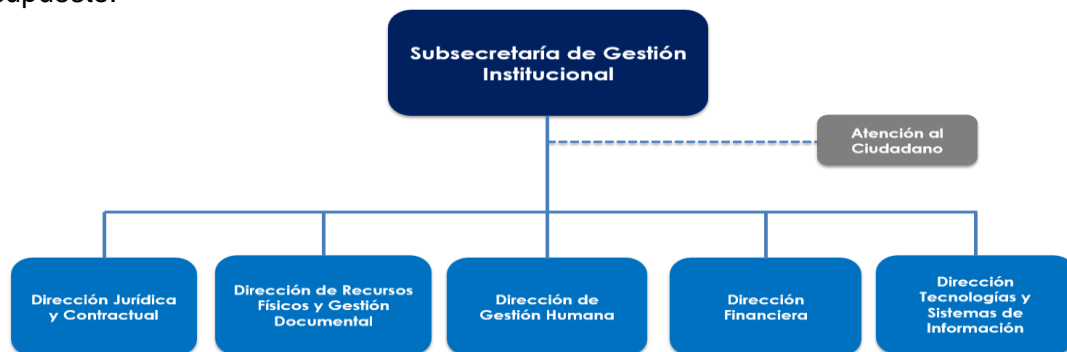 Subsecretaría de Gestión
Institucional
Atención al
Ciudadano
Dirección Jurídica
y Contractual
Dirección de Recursos
Físicos y Gestión
Documental
Dirección de
Gestión Humana
Dirección
Financiera
Dirección
Tecnologías y
Sistemas de
Información